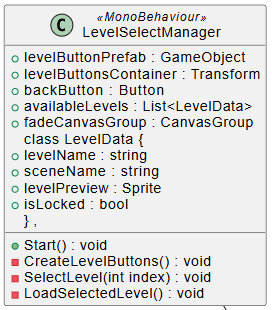 C
«MonoBehaviour»
LevelSelectManager
levelButtonPrefab : GameObject
levelButtonsContainer : Transform
backButton : Button
availableLevels : List<LevelData>
fadeCanvasGroup : CanvasGroup
class LevelData {
levelName : string
sceneName : string
levelPreview : Sprite
isLocked : bool
} ,
Start() : void
CreateLevelButtons() : void
SelectLevel(int index) : void
LoadSelectedLevel() : void